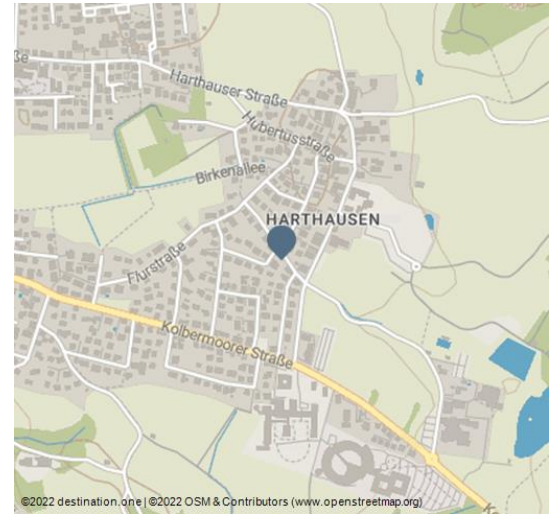 Harthauser Straße
Hubertusstraße
Birkenallee
HARTHAUSEN
Flurstraße
Kolbermoorer Straße
©2022 destination.one | ©2022 OSM & Contributors (www.openstreetmap.org)